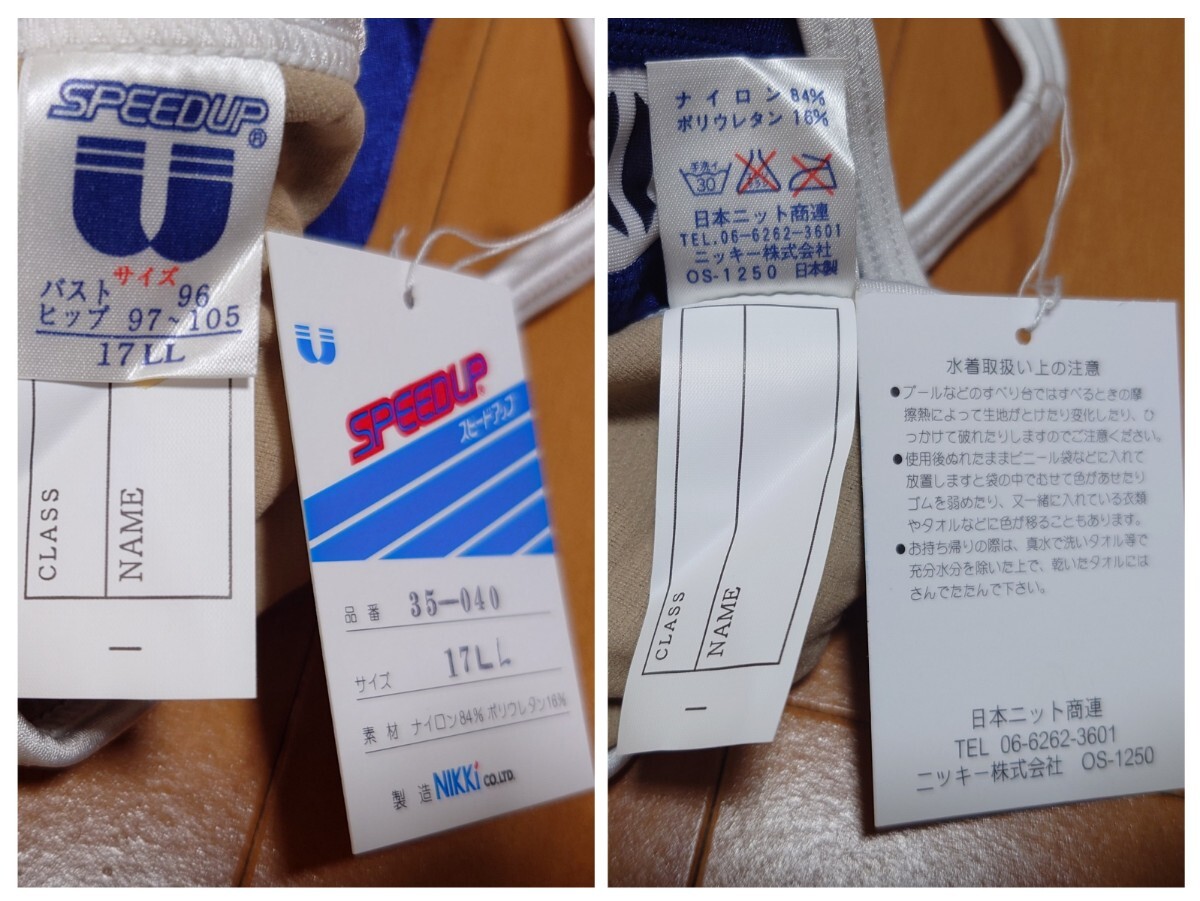 SPEEDUP®
サイズ
バスト 96
ヒップ 97~105
17LL
CLASS
NAME
SPEEDUP®
スピードアップ
品番 35-040
サイズ 17LL
素材 ナイロン84% ポリウレタン16%
製造 NIKKi CO.LTD.
ナイロン 84%
ポリウレタン 16%
手洗イ
30
日本ニット商連
TEL.06-6262-3601
ニッキー株式会社
OS-1250 日本製
CLASS
NAME
水着取扱い上の注意
●プールなどのすべり台ではすべるときの摩
擦熱によって生地がとけたり変化したり、ひ
っかけて破れたりしますのでご注意ください。
●使用後ぬれたままビニール袋などに入れて
放置しますと袋の中でむせて色があせたり
ゴムを弱めたり、又一緒に入れている衣類
やタオルなどに色が移ることもあります。
●お持ち帰りの際は、真水で洗いタオル等で
充分水分を除いた上で、乾いたタオルには
さんでたたんで下さい。
日本ニット商連
TEL 06-6262-3601
ニッキー株式会社 OS-1250